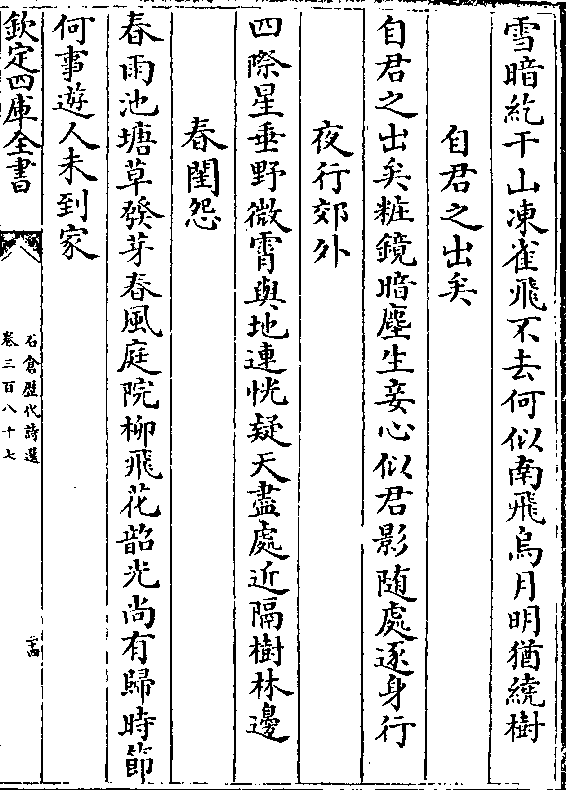 雪暗紇干山凍雀飛不去何似南飛烏月明猶繞樹
自君之出矣
自君之出矣粧鏡暗塵生妾心似君影隨處逐身行
夜行郊外
四際星垂野微霄與地連恍疑天盡處近隔樹林邊
春閨怨
春雨池塘草發芽春風庭院柳飛花韶光尚有歸時節
何事遊人未到家
欽定四庫全書
石倉歷代詩選
卷三百八十七
二十四